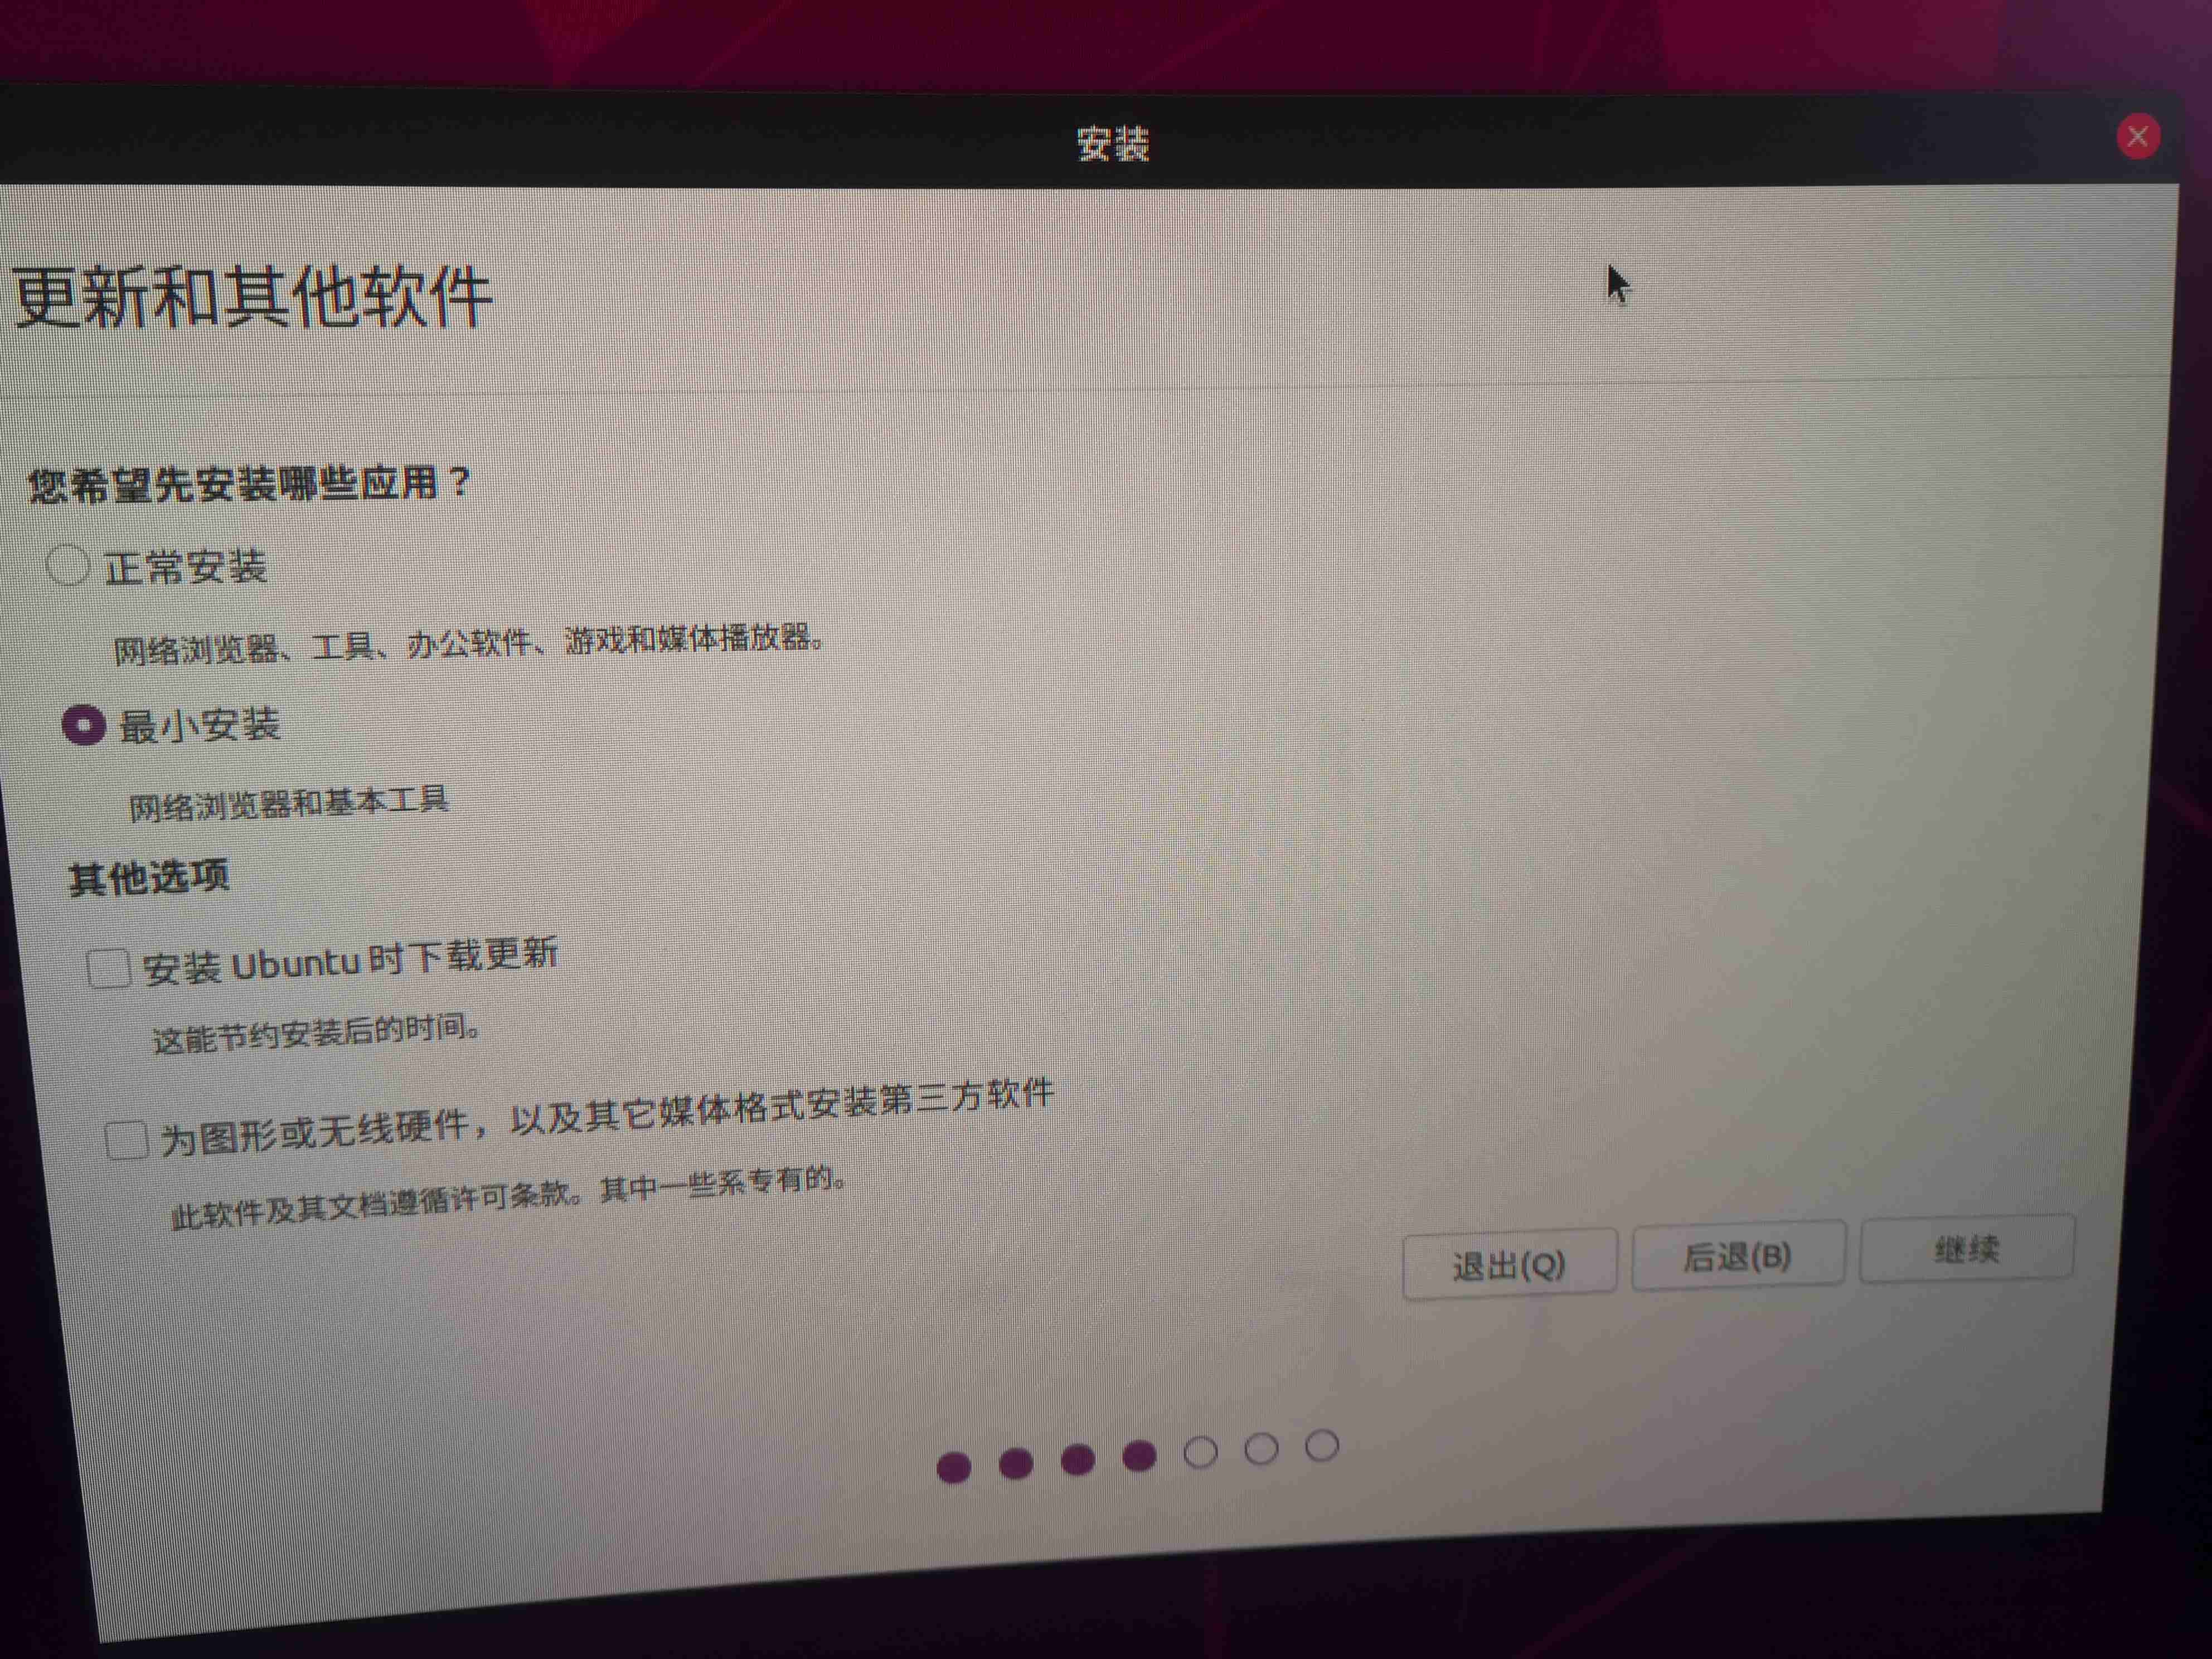 安装
更新和其他软件
您希望先安装哪些应用？
正常安装
网络浏览器、工具、办公软件、游戏和媒体播放器。
最小安装
网络浏览器和基本工具
其他选项
安装 Ubuntu 时下载更新
这能节约安装后的时间。
为图形或无线硬件，以及其它媒体格式安装第三方软件
此软件及其文档遵循许可条款。其中一些系专有的。
退出(Q) 后退(B) 继续